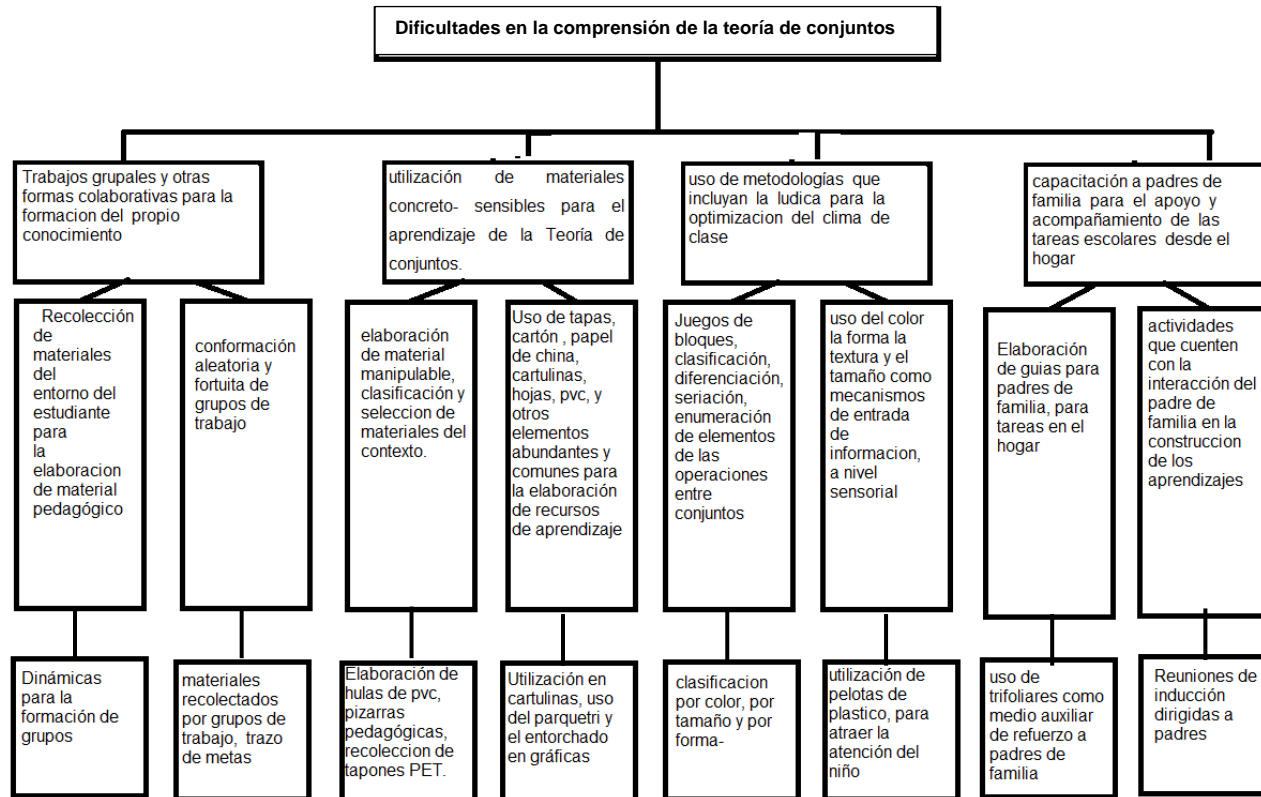 Dificultades en la comprensión de la teoría de conjuntos
Trabajos grupales y otras
formas colaborativas para la
formacion del propio
conocimiento
utilización de materiales
concreto- sensibles para el
aprendizaje de la Teoría de
conjuntos.
uso de metodologías que
incluyan la ludica para la
optimizacion del clima de
clase
capacitación a padres de
familia para el apoyo y
acompañamiento de las
tareas escolares desde el
hogar
Recolección
de
materiales
del
entorno del
estudiante
para
la
elaboracion
de material
pedagógico
conformación
aleatoria y
fortuita de
grupos de
trabajo
elaboración
de material
manipulable,
clasificación y
seleccion de
materiales del
contexto.
Uso de tapas,
cartón , papel
de china,
cartulinas,
hojas, pvc, y
otros
elementos
abundantes y
comunes para
la elaboración
de recursos
de aprendizaje
Juegos de
bloques,
clasificación,
diferenciación,
seriación,
enumeración
de elementos
de las
operaciones
entre
conjuntos
uso del color
la forma la
textura y el
tamaño como
mecanismos
de entrada
de
informacion,
a nivel
sensorial
Elaboración
de guias para
padres de
familia, para
tareas en el
hogar
actividades
que cuenten
con la
interacción del
padre de
familia en la
construccion
de los
aprendizajes
Dinámicas
para la
formación de
grupos
materiales
recolectados
por grupos de
trabajo, trazo
de metas
Elaboración de
hulas de pvc,
pizarras
pedagógicas,
recoleccion de
tapones PET.
Utilización en
cartulinas, uso
del parquetri y
el entorchado
en gráficas
clasificacion
por color, por
tamaño y por
forma-
utilización de
pelotas de
plastico, para
atraer la
atención del
niño
uso de
trifoliares como
medio auxiliar
de refuerzo a
padres de
familia
Reuniones de
inducción
dirigidas a
padres